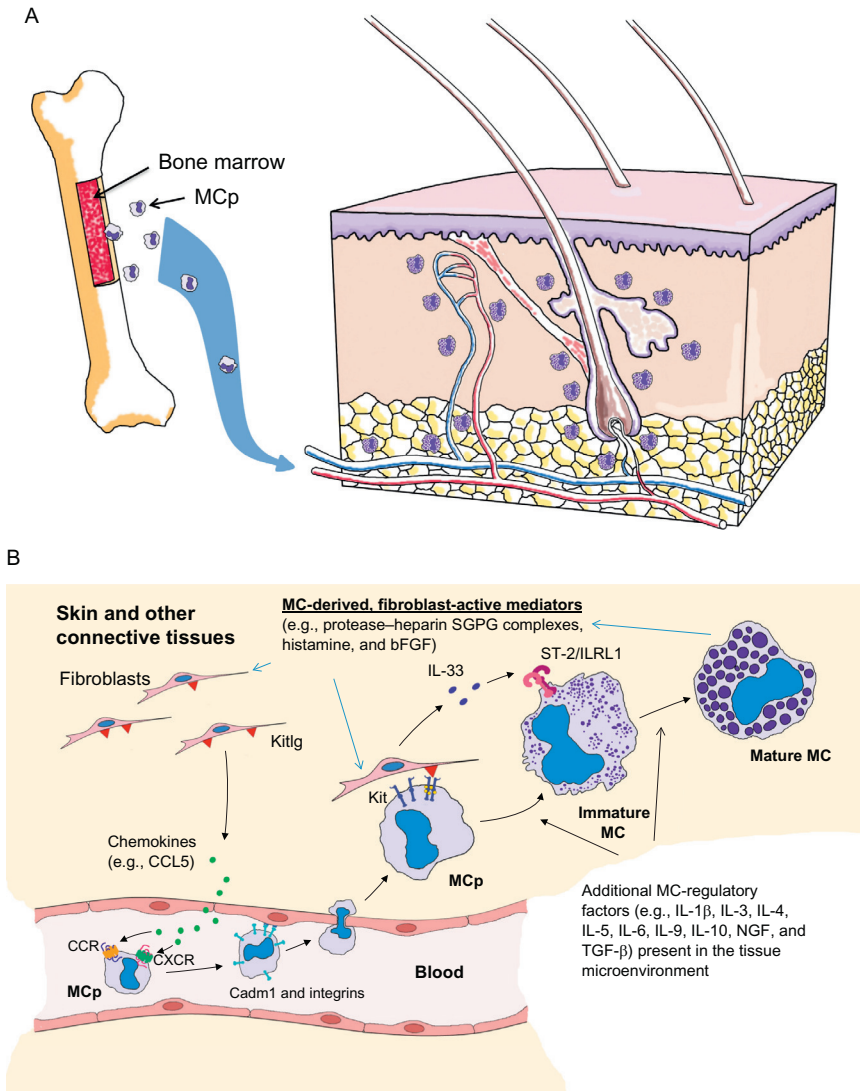 A
Bone marrow
MCp
B
Skin and other
connective tissues
MC-derived, fibroblast-active mediators
(e.g., protease–heparin SGPG complexes,
histamine, and bFGF)
Fibroblasts
Kitlg
IL-33
ST-2/ILRL1
Mature MC
Kit
Immature
MC
MCp
Chemokines
(e.g., CCL5)
CCR
CXCR
MCp
Cadm1 and integrins
Blood
Additional MC-regulatory
factors (e.g., IL-1β, IL-3, IL-4,
IL-5, IL-6, IL-9, IL-10, NGF, and
TGF-β) present in the tissue
microenvironment